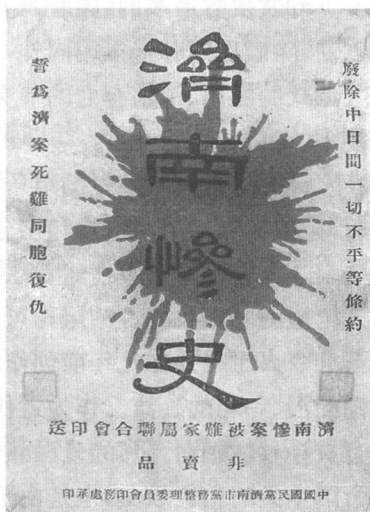 廢除中日間一切不平等條約
濟南慘史
誓爲濟案死難同胞復仇
濟南慘案被難家屬聯合會印送
非賣品
中國國民黨濟南市黨務整理委員會印務處承印